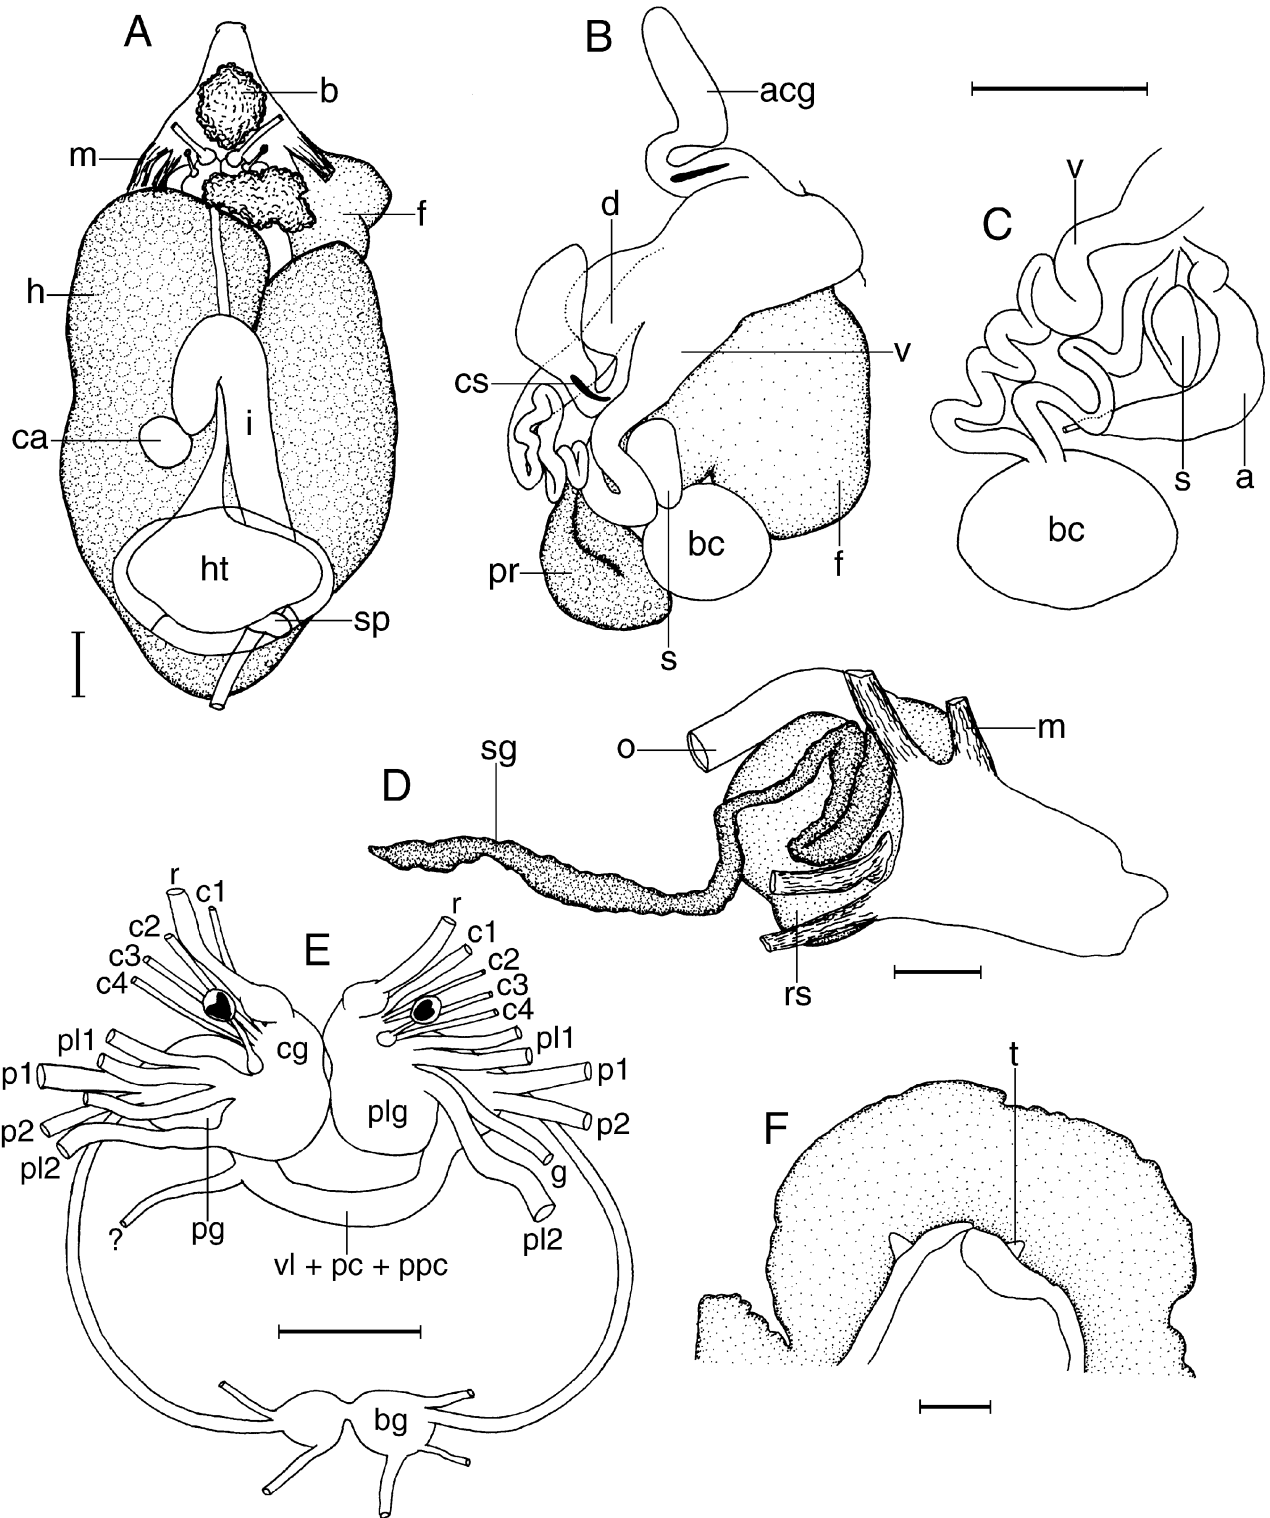 A
b
m
f
h
ca
i
ht
sp
B
acg
d
v
cs
pr
bc
f
s
C
v
s
a
bc
D
sg
o
m
rs
E
r
c1
c2
c3
c4
pl1
p1
p2
pl2
?
pg
cg
plg
vl + pc + ppc
r
c1
c2
c3
c4
pl1
p1
p2
g
pl2
bg
F
t